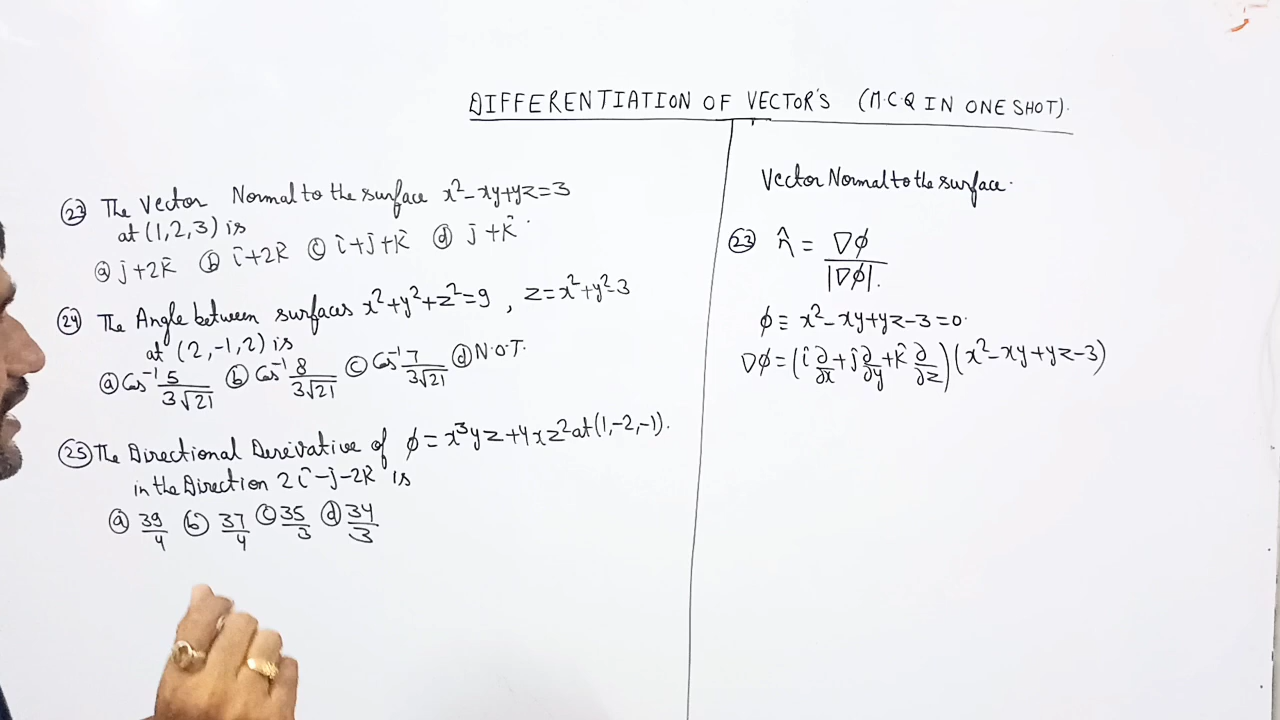 DIFFERENTIATION OF VECTOR'S (M.C.Q IN ONE SHOT).
(23) The Vector Normal to the surface x²-xy+yz=3
at (1,2,3) is
(a) ĵ+2k̂ (b) î+2k̂ (c) î+ĵ+k̂ (d) ĵ+k̂
(24) The Angle between surfaces x²+y²+z²=9, z=x²+y²-3
at (2,-1,2) is
(a) Cos⁻¹ 5/3√21 (b) Cos⁻¹ 8/3√21 (c) Cos⁻¹ 7/3√21 (d) N.O.T.
(25) The Directional Derivative of ϕ=x³yz+4xz² at (1,-2,-1).
in the Direction 2î-ĵ-2k̂ is
(a) 39/4 (b) 37/4 (c) 35/3 (d) 34/3
Vector Normal to the surface.
(23) n̂ = ∇ϕ/|∇ϕ|.
ϕ ≡ x²-xy+yz-3=0.
∇ϕ=(î ∂/∂x+ĵ ∂/∂y+k̂ ∂/∂z)(x²-xy+yz-3)